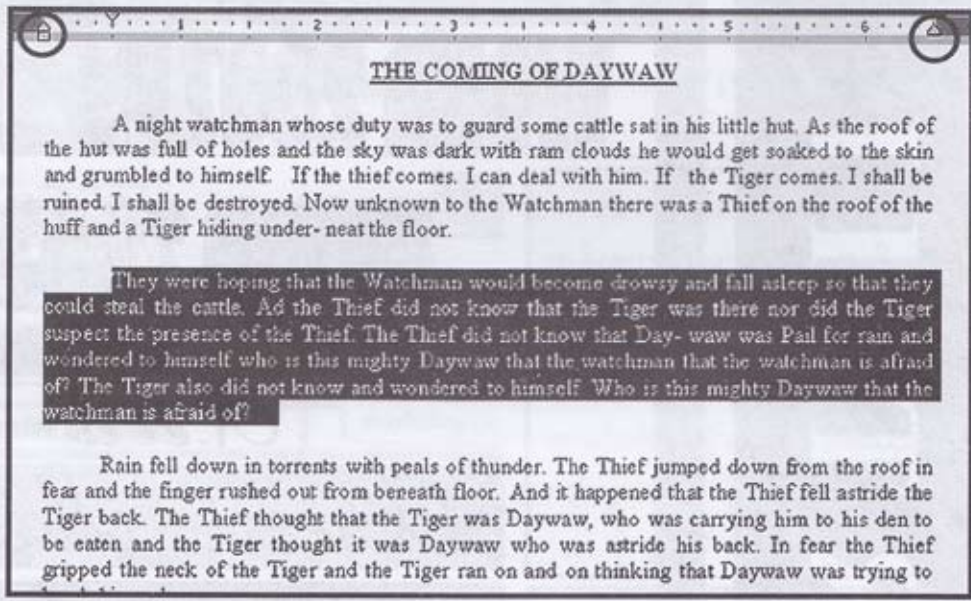 1 2 3 4 5 6
THE COMING OF DAYWAW
A night watchman whose duty was to guard some cattle sat in his little hut. As the roof of
the hut was full of holes and the sky was dark with ram clouds he would get soaked to the skin
and grumbled to himself. If the thief comes. I can deal with him. If the Tiger comes. I shall be
ruined. I shall be destroyed. Now unknown to the Watchman there was a Thief on the roof of the
huff and a Tiger hiding under- neat the floor.
They were hoping that the Watchman would become drowsy and fall asleep so that they
could steal the cattle. Ad the Thief did not know that the Tiger was there nor did the Tiger
suspect the presence of the Thief. The Thief did not know that Day- waw was Pail for rain and
wondered to himself who is this mighty Daywaw that the watchman that the watchman is afraid
of? The Tiger also did not know and wondered to himself. Who is this mighty Daywaw that the
watchman is afraid of?
Rain fell down in torrents with peals of thunder. The Thief jumped down from the roof in
fear and the finger rushed out from beneath floor. And it happened that the Thief fell astride the
Tiger back. The Thief thought that the Tiger was Daywaw, who was carrying him to his den to
be eaten and the Tiger thought it was Daywaw who was astride his back. In fear the Thief
gripped the neck of the Tiger and the Tiger ran on and on thinking that Daywaw was trying to